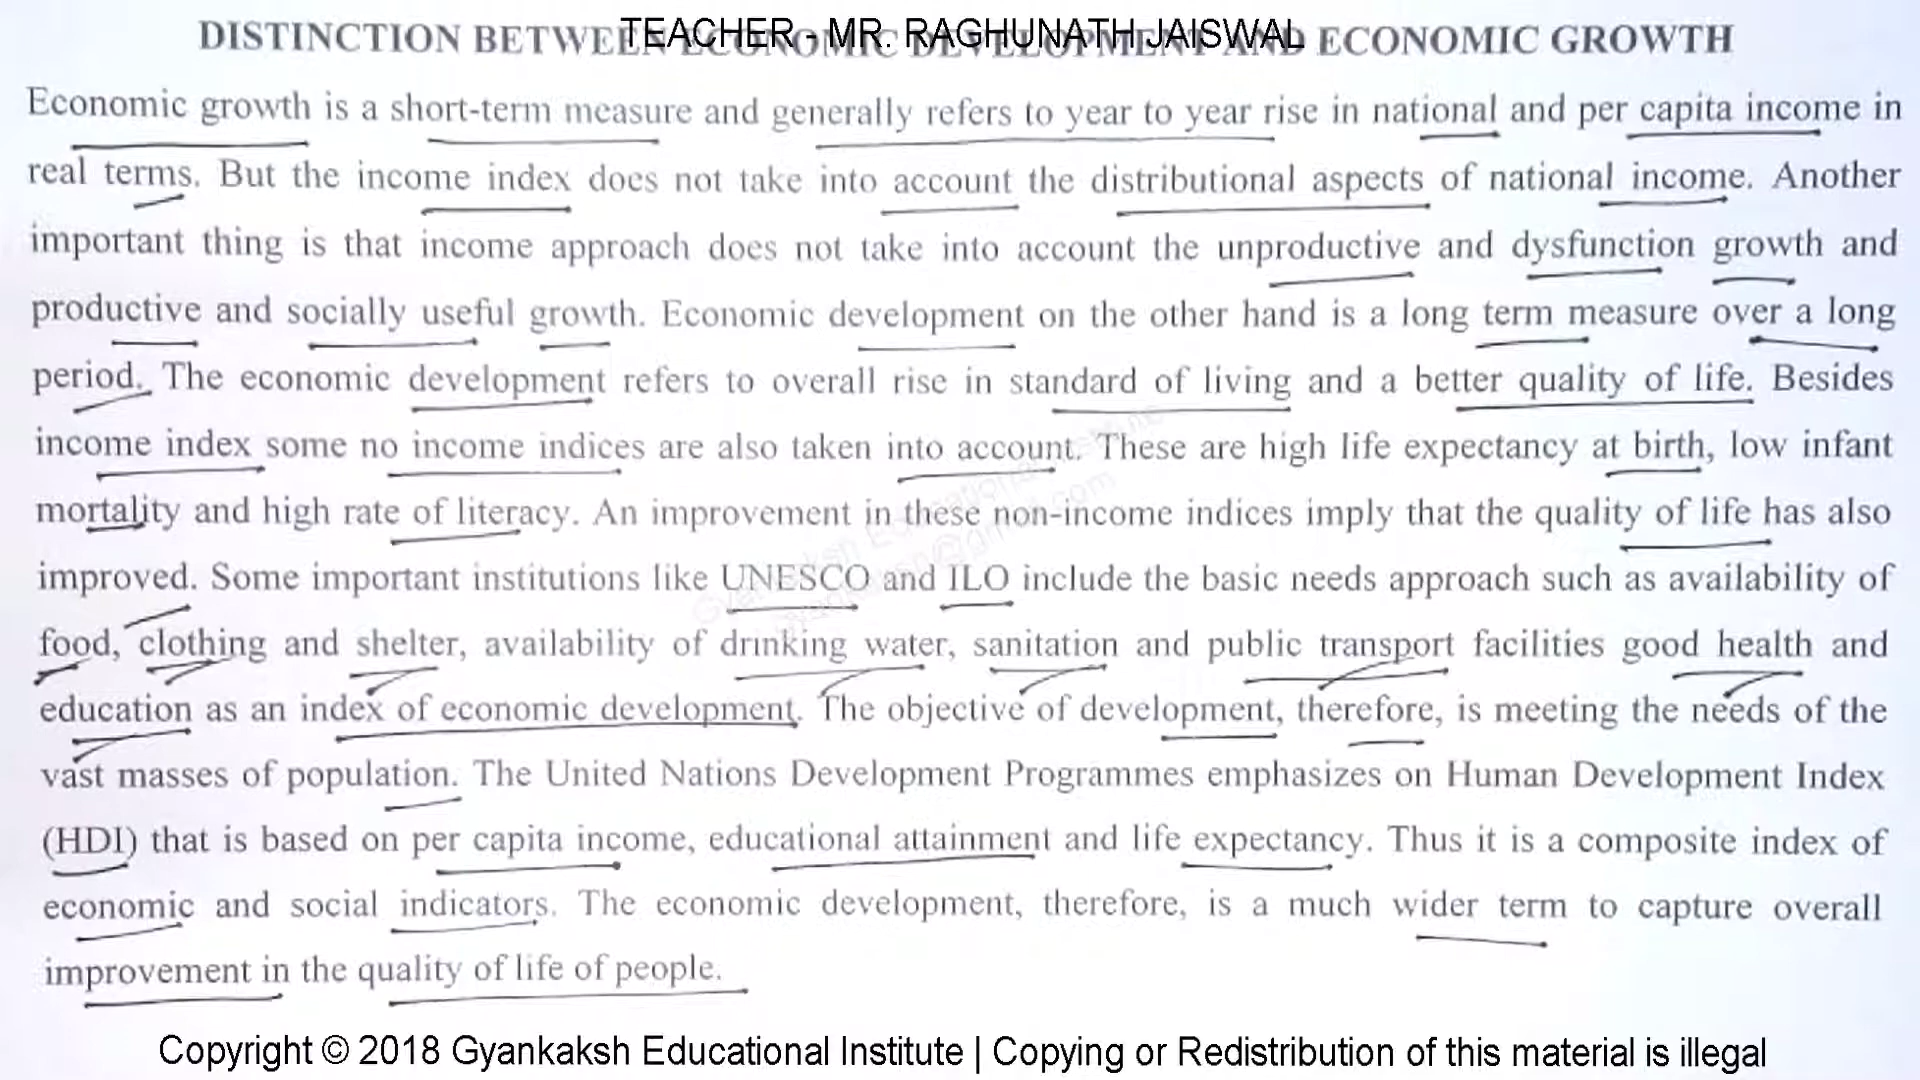 DISTINCTION BETWEEN ECONOMIC DEVELOPMENT AND ECONOMIC GROWTH
TEACHER - MR. RAGHUNATH JAISWAL
Economic growth is a short-term measure and generally refers to year to year rise in national and per capita income in
real terms. But the income index does not take into account the distributional aspects of national income. Another
important thing is that income approach does not take into account the unproductive and dysfunction growth and
productive and socially useful growth. Economic development on the other hand is a long term measure over a long
period. The economic development refers to overall rise in standard of living and a better quality of life. Besides
income index some no income indices are also taken into account. These are high life expectancy at birth, low infant
mortality and high rate of literacy. An improvement in these non-income indices imply that the quality of life has also
improved. Some important institutions like UNESCO and ILO include the basic needs approach such as availability of
food, clothing and shelter, availability of drinking water, sanitation and public transport facilities good health and
education as an index of economic development. The objective of development, therefore, is meeting the needs of the
vast masses of population. The United Nations Development Programmes emphasizes on Human Development Index
(HDI) that is based on per capita income, educational attainment and life expectancy. Thus it is a composite index of
economic and social indicators. The economic development, therefore, is a much wider term to capture overall
improvement in the quality of life of people.
Copyright © 2018 Gyankaksh Educational Institute | Copying or Redistribution of this material is illegal